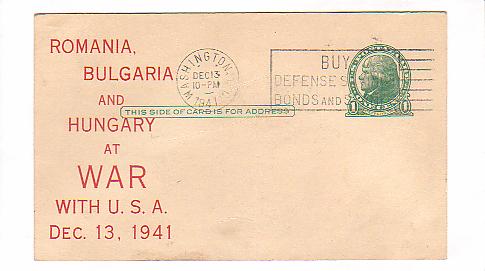 ROMANIA,
BULGARIA
AND
HUNGARY
AT
WAR
WITH U. S. A.
DEC. 13, 1941
WASHINGTON,
DEC 13
10-PM
1941
BUY
DEFENSE S
BONDS AND S
THIS SIDE OF CARD IS FOR ADDRESS
1